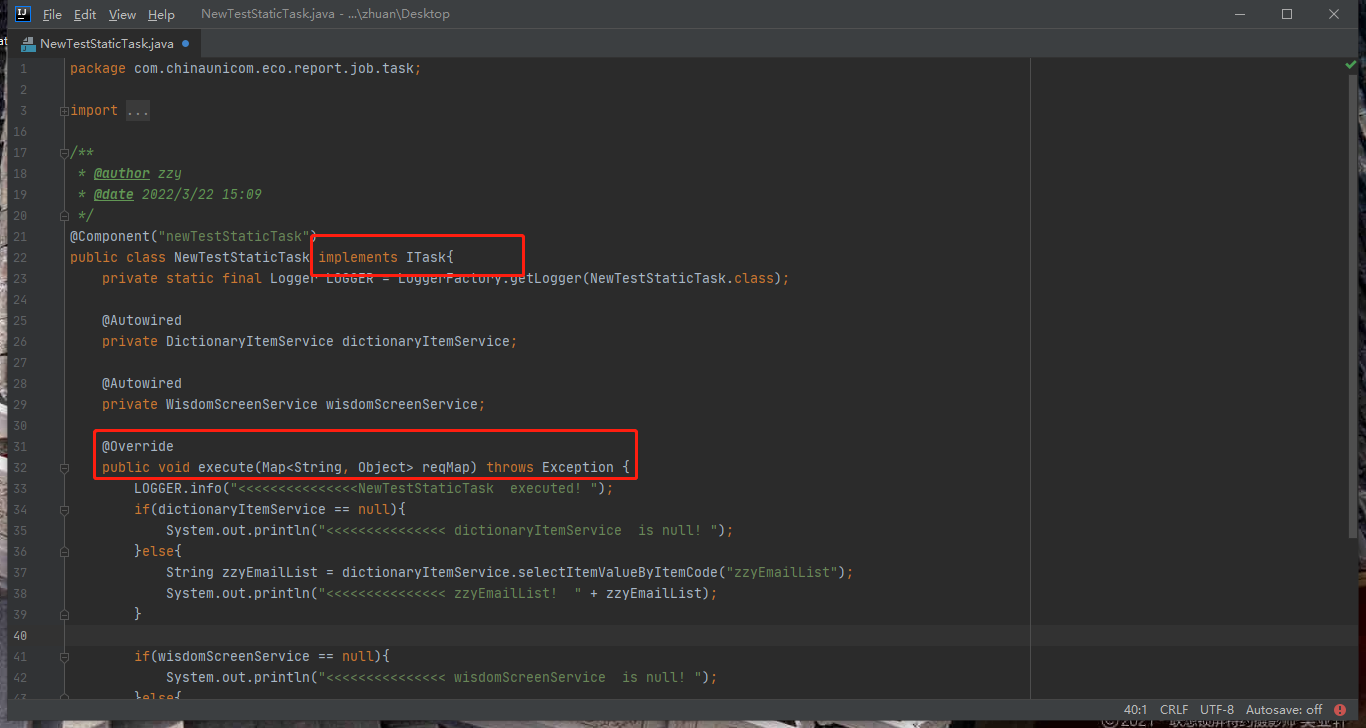 File Edit View Help NewTestStaticTask.java - ...\zhuan\Desktop
NewTestStaticTask.java
1 package com.chinaunicom.eco.report.job.task;
2
3 import ...
16
17 /**
18 * @author zzy
19 * @date 2022/3/22 15:09
20 */
21 @Component("newTestStaticTask")
22 public class NewTestStaticTask implements ITask{
23 private static final Logger LOGGER = LoggerFactory.getLogger(NewTestStaticTask.class);
24
25 @Autowired
26 private DictionaryItemService dictionaryItemService;
27
28 @Autowired
29 private WisdomScreenService wisdomScreenService;
30
31 @Override
32 public void execute(Map<String, Object> reqMap) throws Exception {
33 LOGGER.info("<<<<<<<<<<<<<<<NewTestStaticTask  executed! ");
34 if(dictionaryItemService == null){
35 System.out.println("<<<<<<<<<<<<<<< dictionaryItemService  is null! ");
36 }else{
37 String zzyEmailList = dictionaryItemService.selectItemValueByItemCode("zzyEmailList");
38 System.out.println("<<<<<<<<<<<<<<< zzyEmailList!  " + zzyEmailList);
39 }
40
41 if(wisdomScreenService == null){
42 System.out.println("<<<<<<<<<<<<<<< wisdomScreenService  is null! ");
43 }else{
40:1 CRLF UTF-8 Autosave: off